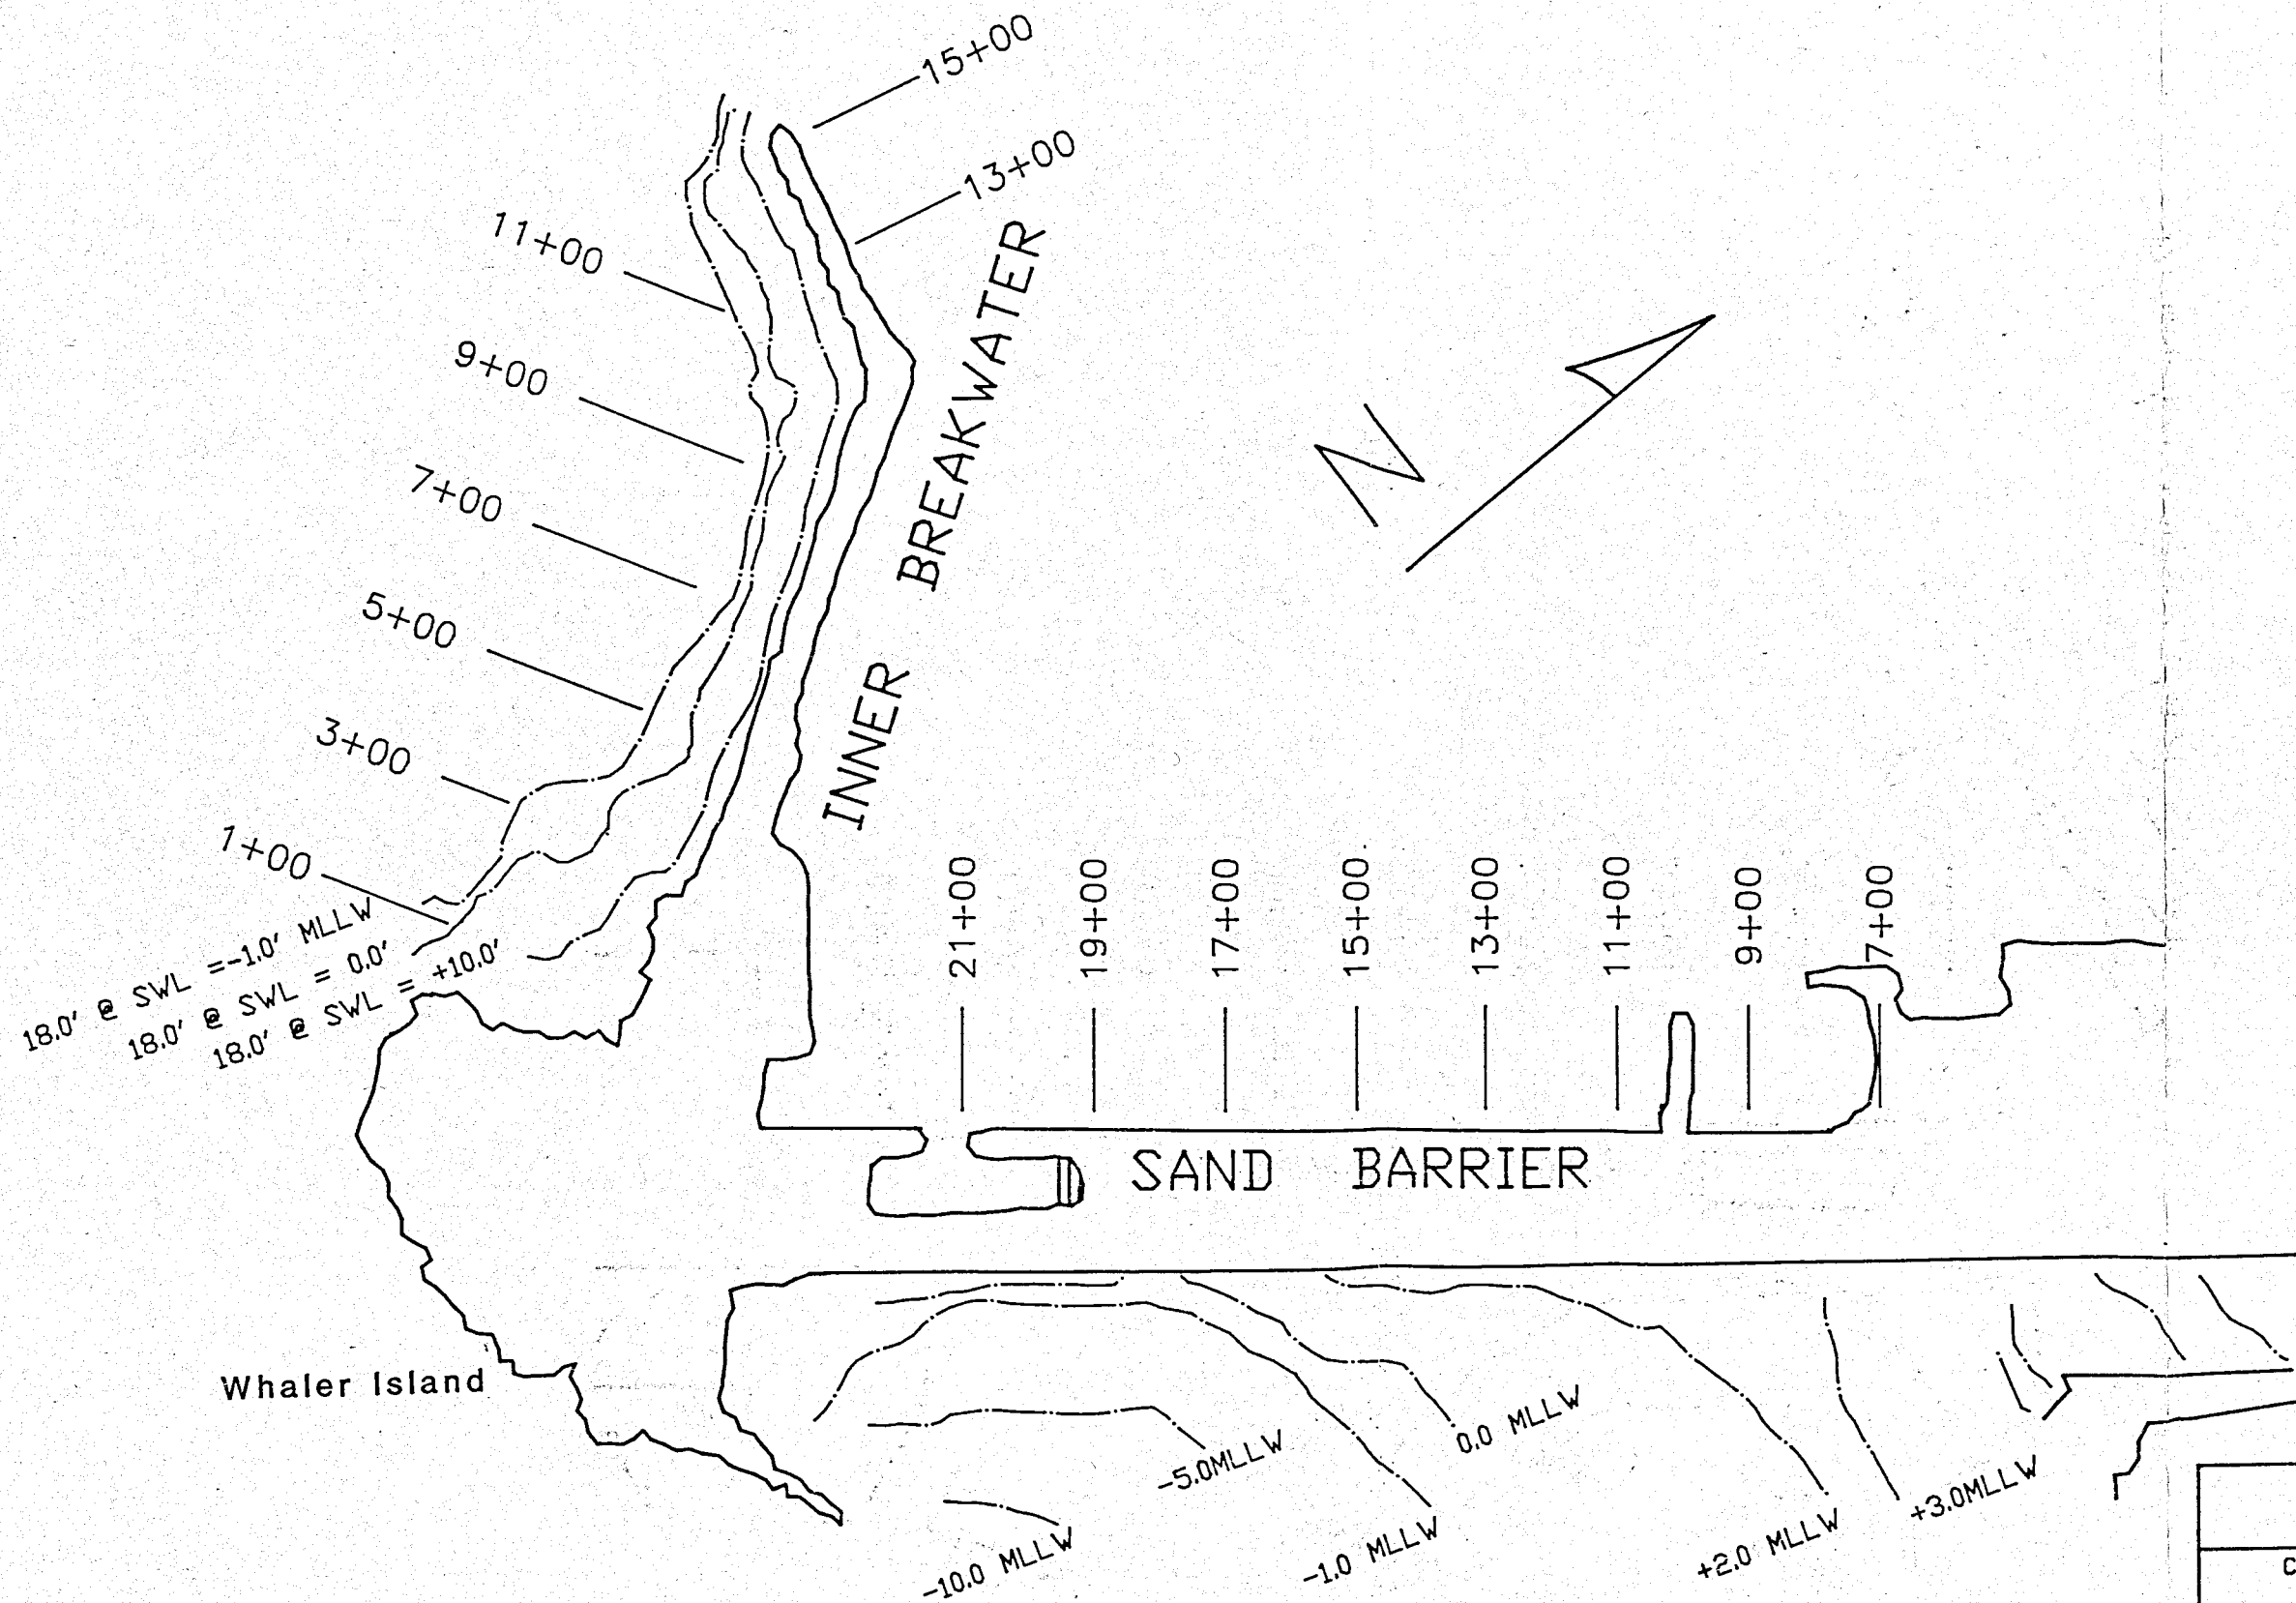 15+00
13+00
11+00
9+00
7+00
5+00
3+00
1+00
INNER BREAKWATER
N
18.0' @ SWL =-1.0' MLLW
18.0' @ SWL = 0.0'
18.0' @ SWL = +10.0'
21+00
19+00
17+00
15+00
13+00
11+00
9+00
7+00
SAND BARRIER
Whaler Island
0.0 MLLW
-5.0MLLW
-10.0 MLLW
-1.0 MLLW
+2.0 MLLW
+3.0MLLW